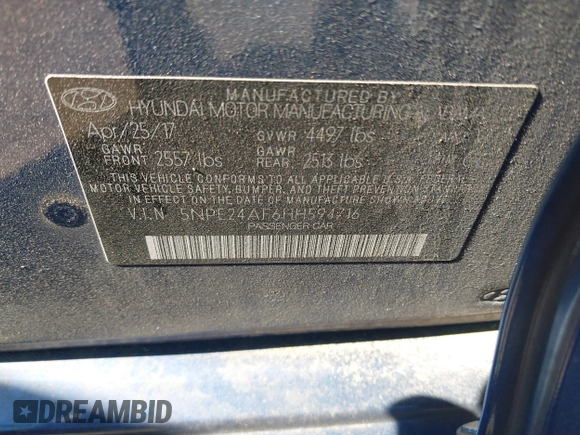 MANUFACTURED BY
HYUNDAI MOTOR MANUFACTURING
Apr/25/17 GVWR 4497 lbs
GAWR GAWR
FRONT 2557 lbs REAR 2513 lbs
THIS VEHICLE CONFORMS TO ALL APPLICABLE U.S. FEDERAL
MOTOR VEHICLE SAFETY, BUMPER, AND THEFT PREVENTION STANDARDS
IN EFFECT ON THE DATE OF MANUFACTURE SHOWN ABOVE.
V.I.N 5NPE24AF6HH594716
PASSENGER CAR
DREAMBID